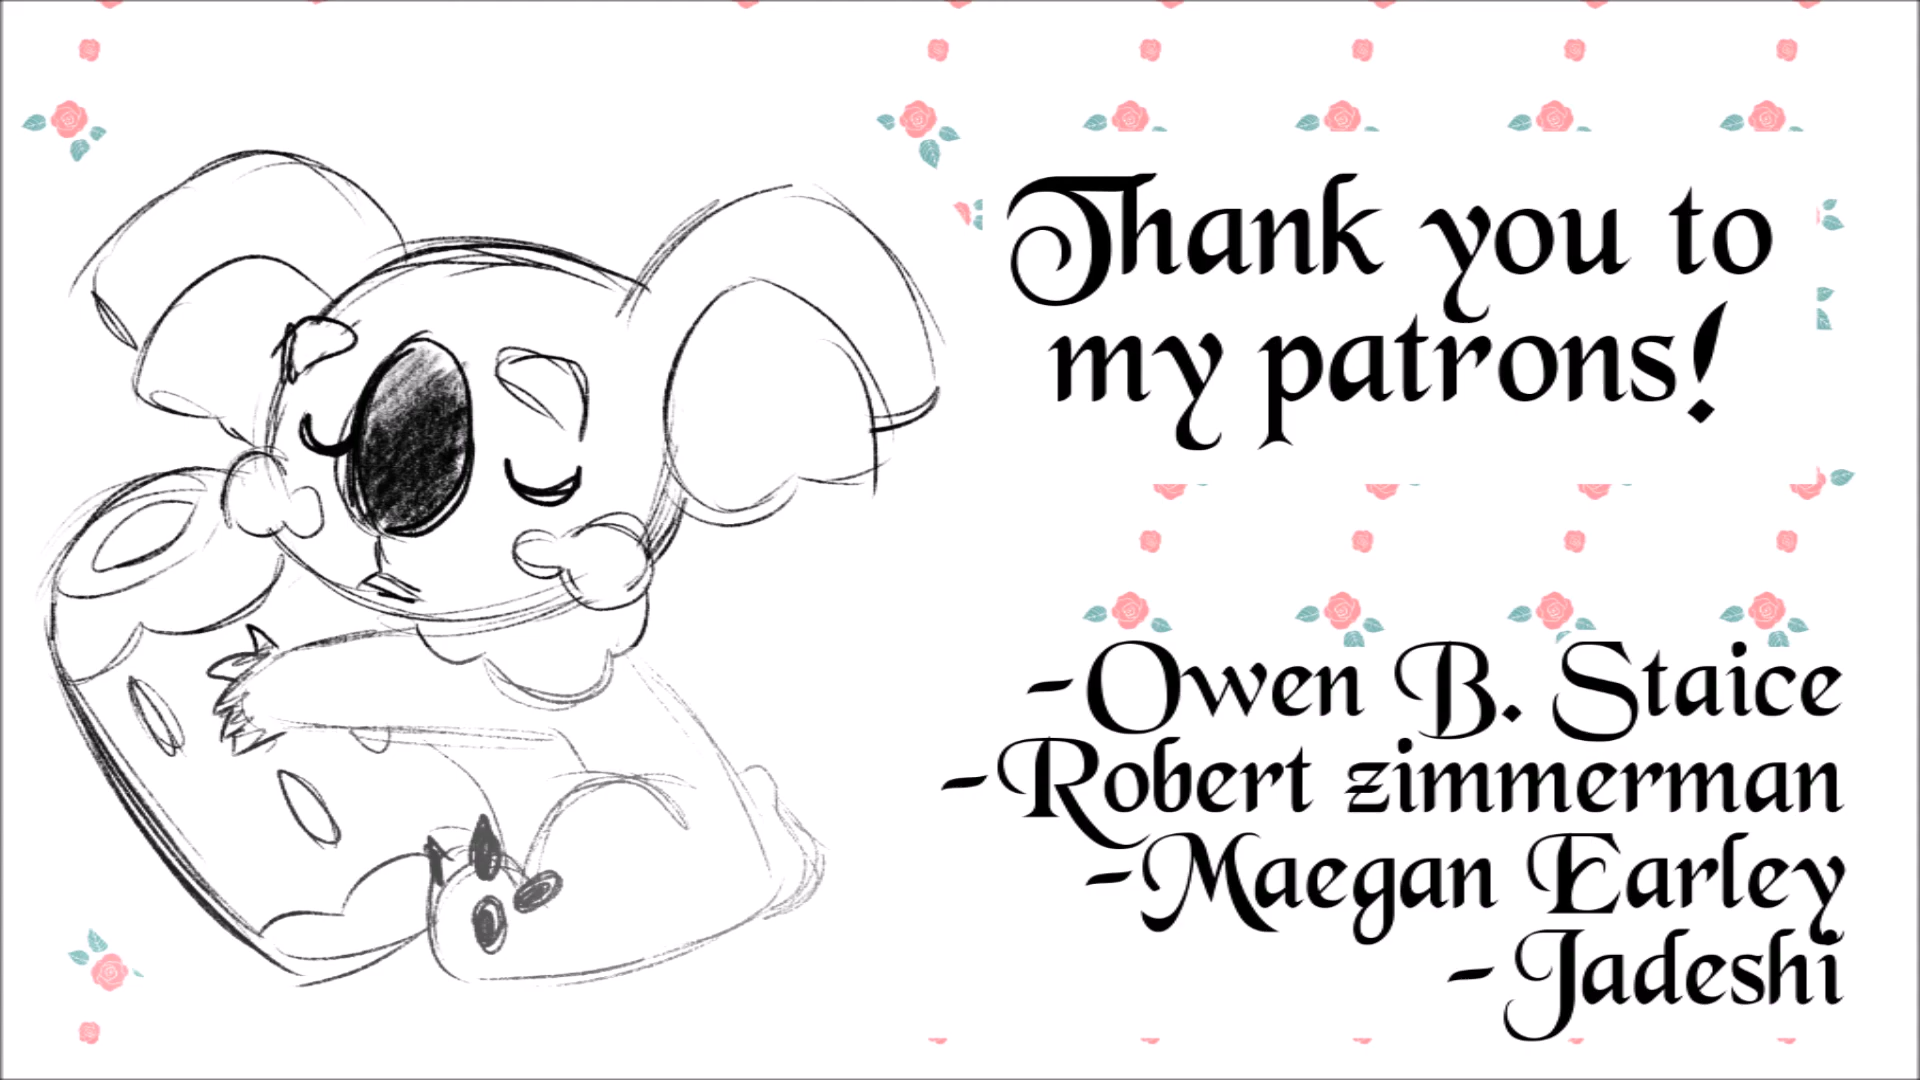 Thank you to
my patrons!
-Owen B. Staice
-Robert zimmerman
-Maegan Earley
-Jadeshi